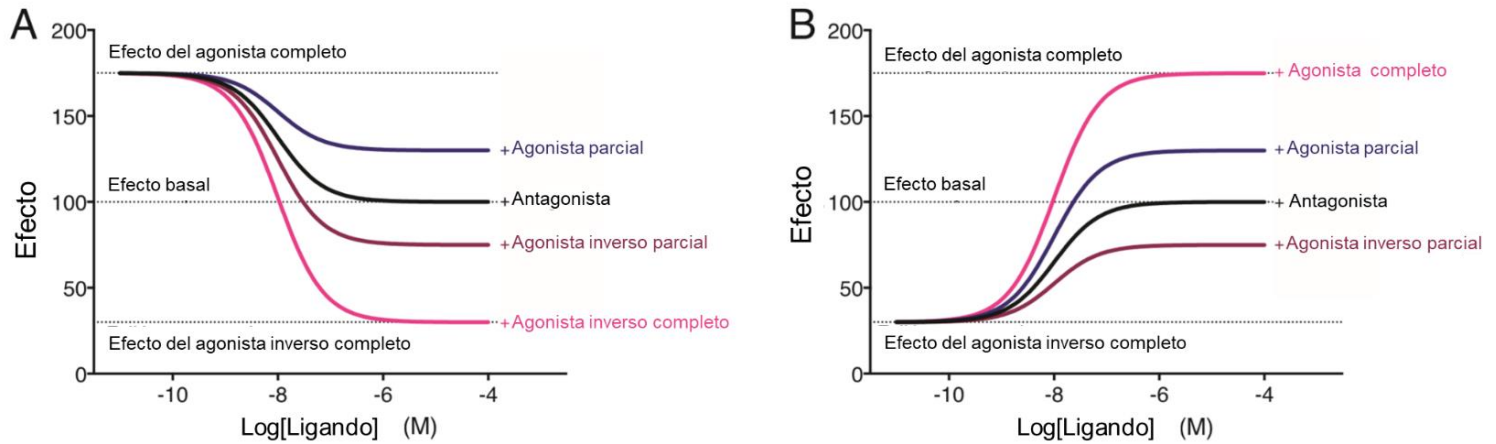 A
200
Efecto del agonista completo
150
+Agonista parcial
Efecto basal
100
+Antagonista
+Agonista inverso parcial
50
+Agonista inverso completo
Efecto del agonista inverso completo
0
-10 -8 -6 -4
Log[Ligando] (M)
Efecto
B
200
Efecto del agonista completo
+ Agonista completo
150
+Agonista parcial
Efecto basal
100
+ Antagonista
+Agonista inverso parcial
50
Efecto del agonista inverso completo
0
-10 -8 -6 -4
Log[Ligando] (M)
Efecto